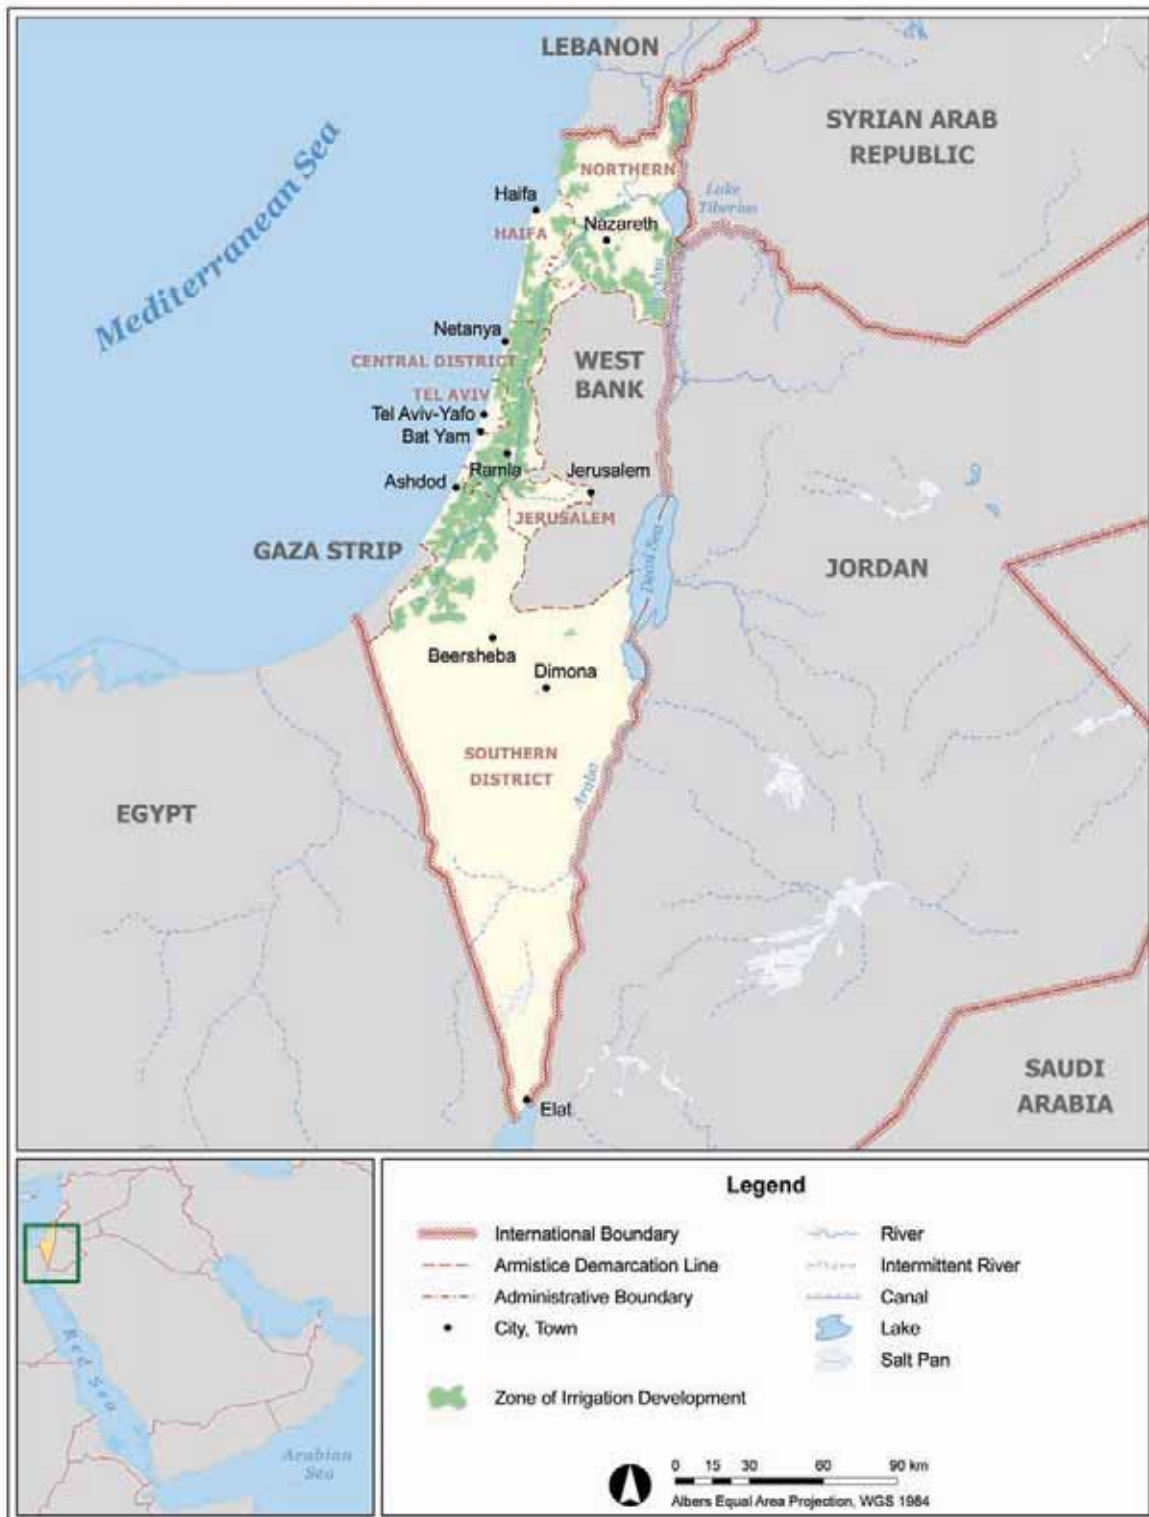 LEBANON
SYRIAN ARAB
REPUBLIC
Mediterranean Sea
NORTHERN
Lake
Tiberias
Haifa
HAIFA
Nazareth
Jordan
Netanya
CENTRAL DISTRICT
WEST
BANK
TEL AVIV
Tel Aviv-Yafo
Bat Yam
Ramla
Jerusalem
Ashdod
JERUSALEM
GAZA STRIP
Dead Sea
JORDAN
Beersheba
Dimona
SOUTHERN
DISTRICT
Araba
EGYPT
SAUDI
ARABIA
Elat
Red Sea
Arabian
Sea
Legend
International Boundary
Armistice Demarcation Line
Administrative Boundary
City, Town
Zone of Irrigation Development
River
Intermittent River
Canal
Lake
Salt Pan
0 15 30 60 90 km
Albers Equal Area Projection, WGS 1984